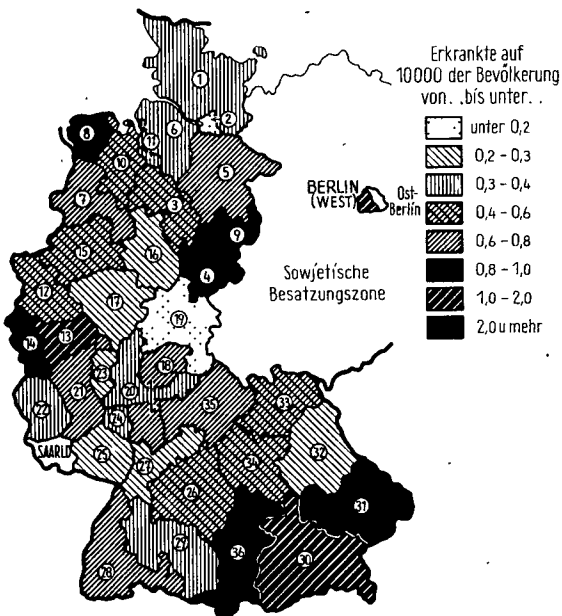 Erkrankte auf
10000 der Bevölkerung
von...bis unter...
unter 0,2
0,2 - 0,3
0,3 - 0,4
0,4 - 0,6
0,6 - 0,8
0,8 - 1,0
1,0 - 2,0
2,0 u mehr
BERLIN
(WEST)
Ost-
Berlin
Sowjetische
Besatzungszone
1
2
6
11
8
10
5
7
3
9
16
4
15
12
17
19
13
14
18
23
20
21
22
24
35
33
SAARLD
25
27
32
34
26
31
29
36
30
28